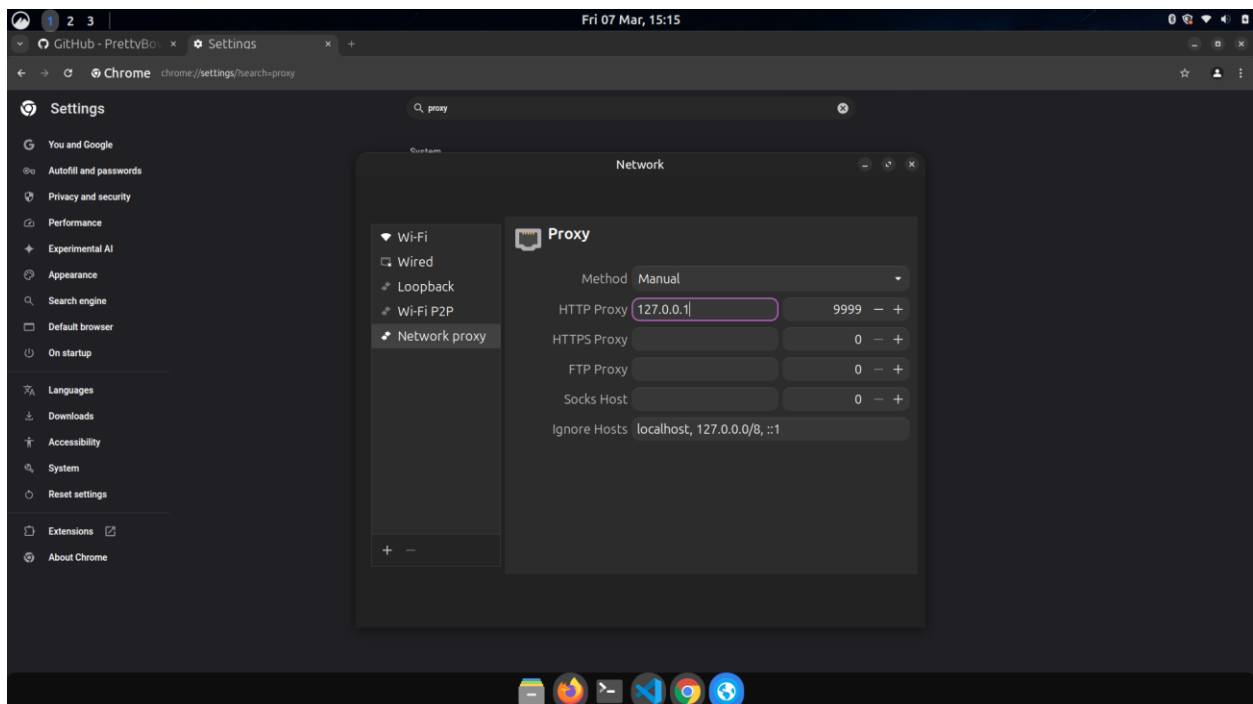 1 2 3
Fri 07 Mar, 15:15
GitHub - PrettyBo
Settings
Chrome chrome://settings/?search=proxy
Settings
proxy
You and Google
Autofill and passwords
Privacy and security
Performance
Experimental AI
Appearance
Search engine
Default browser
On startup
Languages
Downloads
Accessibility
System
Reset settings
Extensions
About Chrome
System
Network
Wi-Fi
Wired
Loopback
Wi-Fi P2P
Network proxy
Proxy
Method Manual
HTTP Proxy 127.0.0.1 9999 − +
HTTPS Proxy 0 − +
FTP Proxy 0 − +
Socks Host 0 − +
Ignore Hosts localhost, 127.0.0.0/8, ::1
+ −